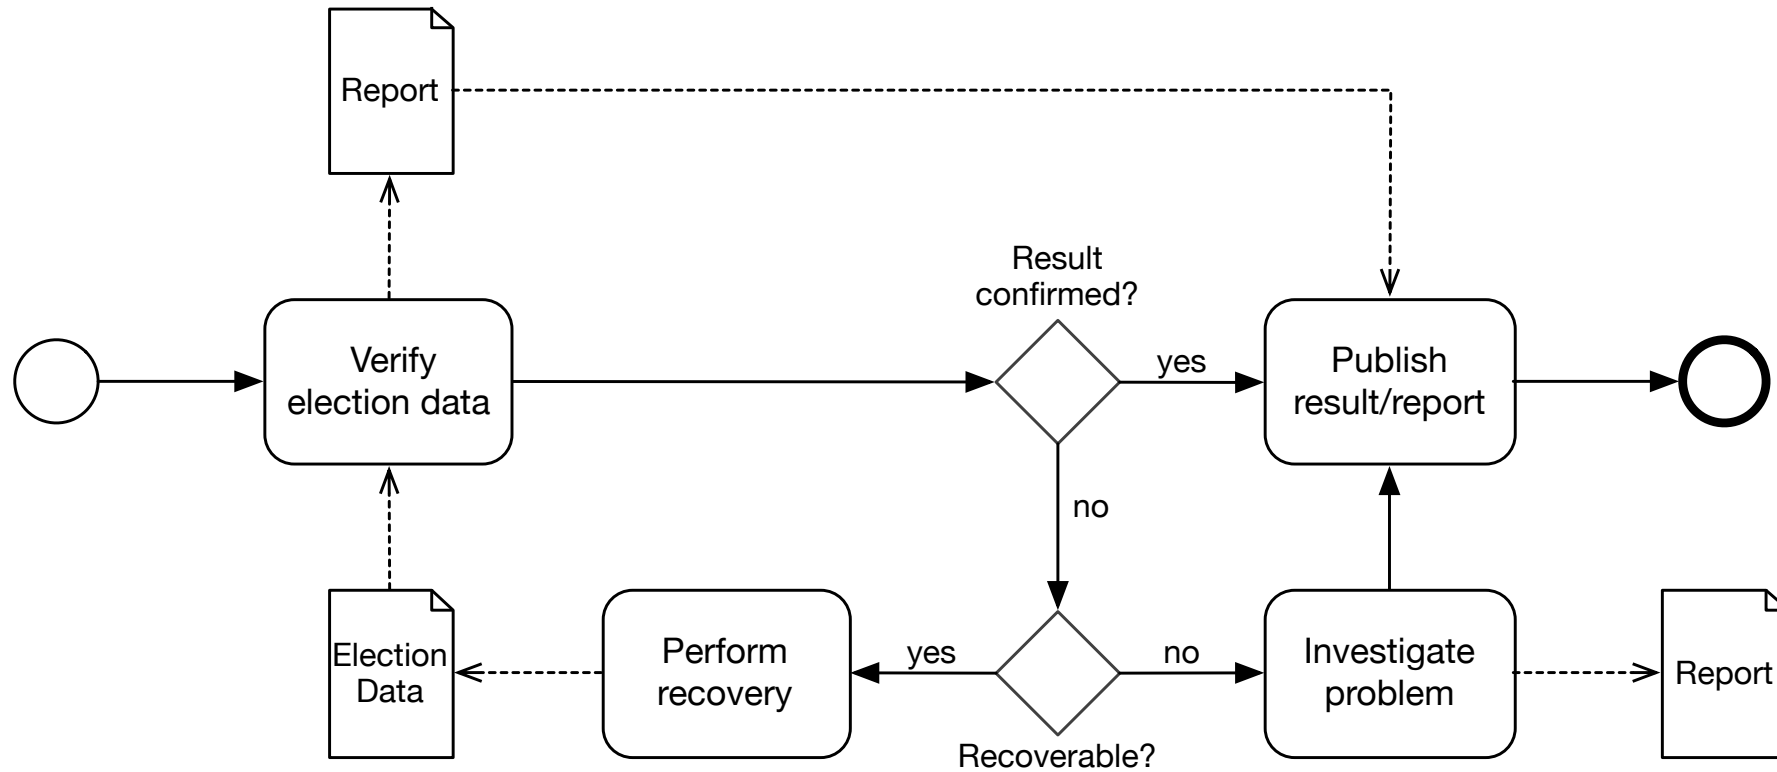 Report
Result
confirmed?
Verify
election data
yes
Publish
result/report
no
Election
Data
Perform
recovery
yes
no
Investigate
problem
Report
Recoverable?